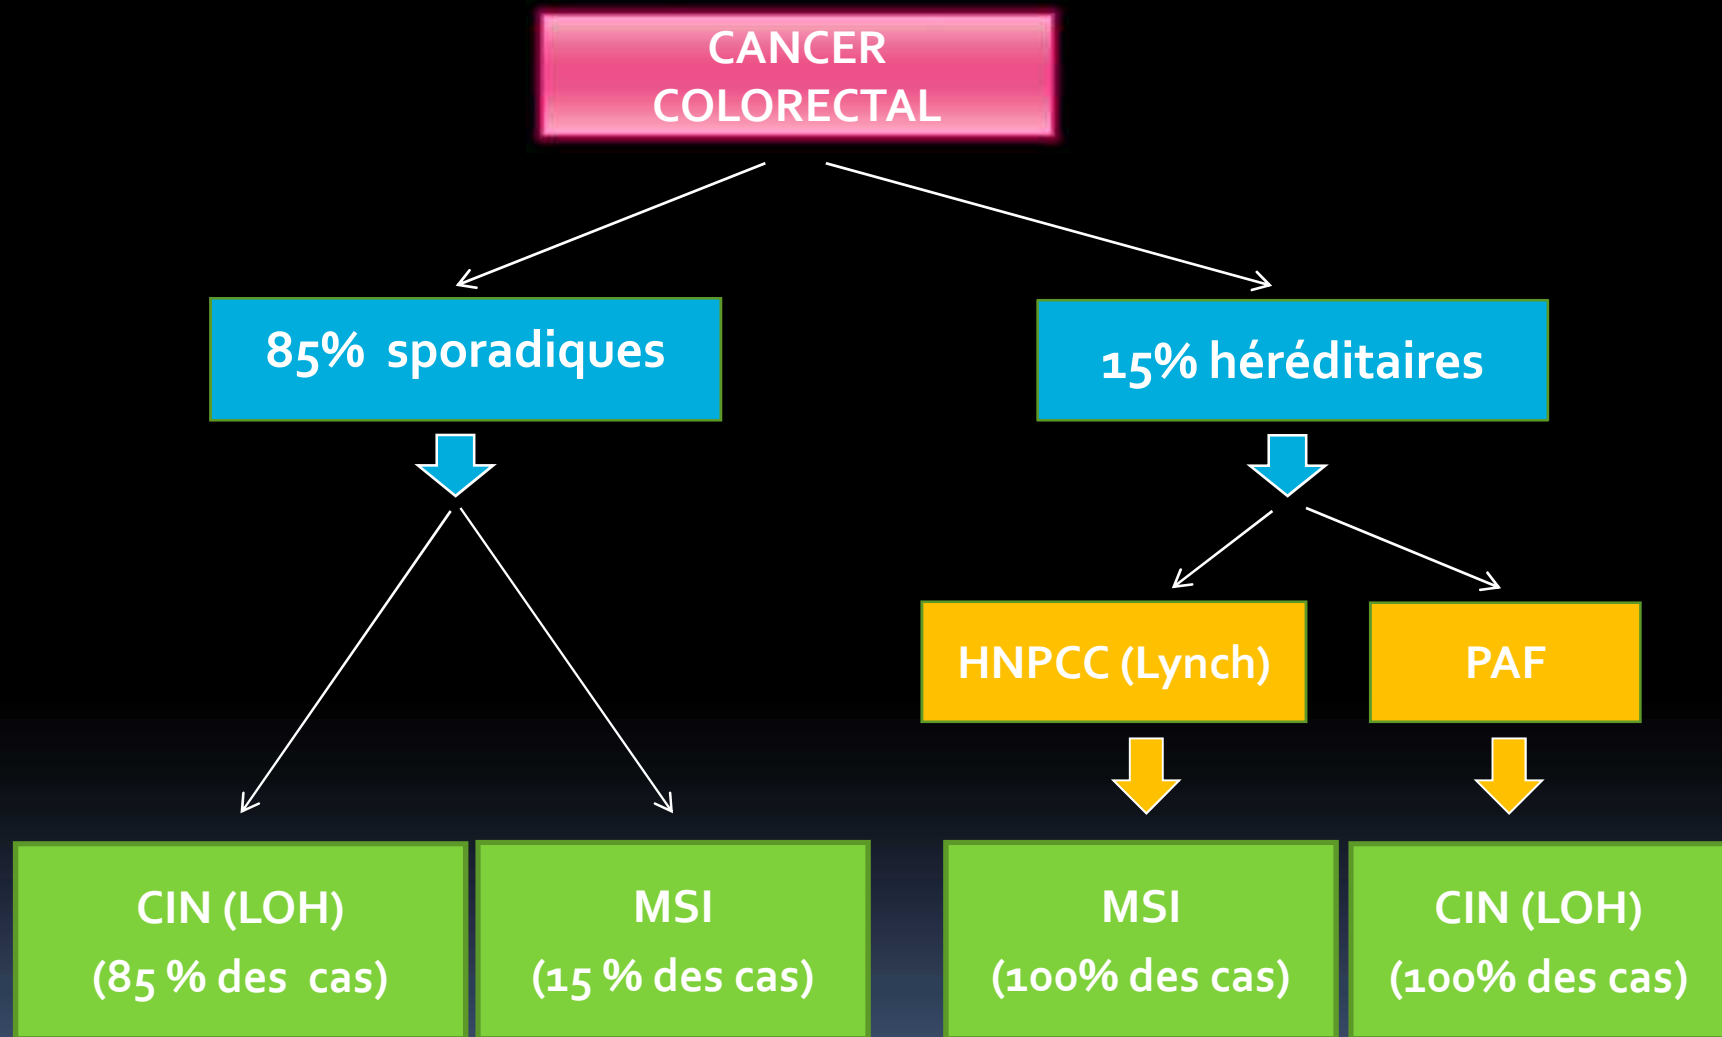 CANCER
COLORECTAL
85% sporadiques
15% héréditaires
HNPCC (Lynch)
PAF
CIN (LOH)
(85 % des cas)
MSI
(15 % des cas)
MSI
(100% des cas)
CIN (LOH)
(100% des cas)